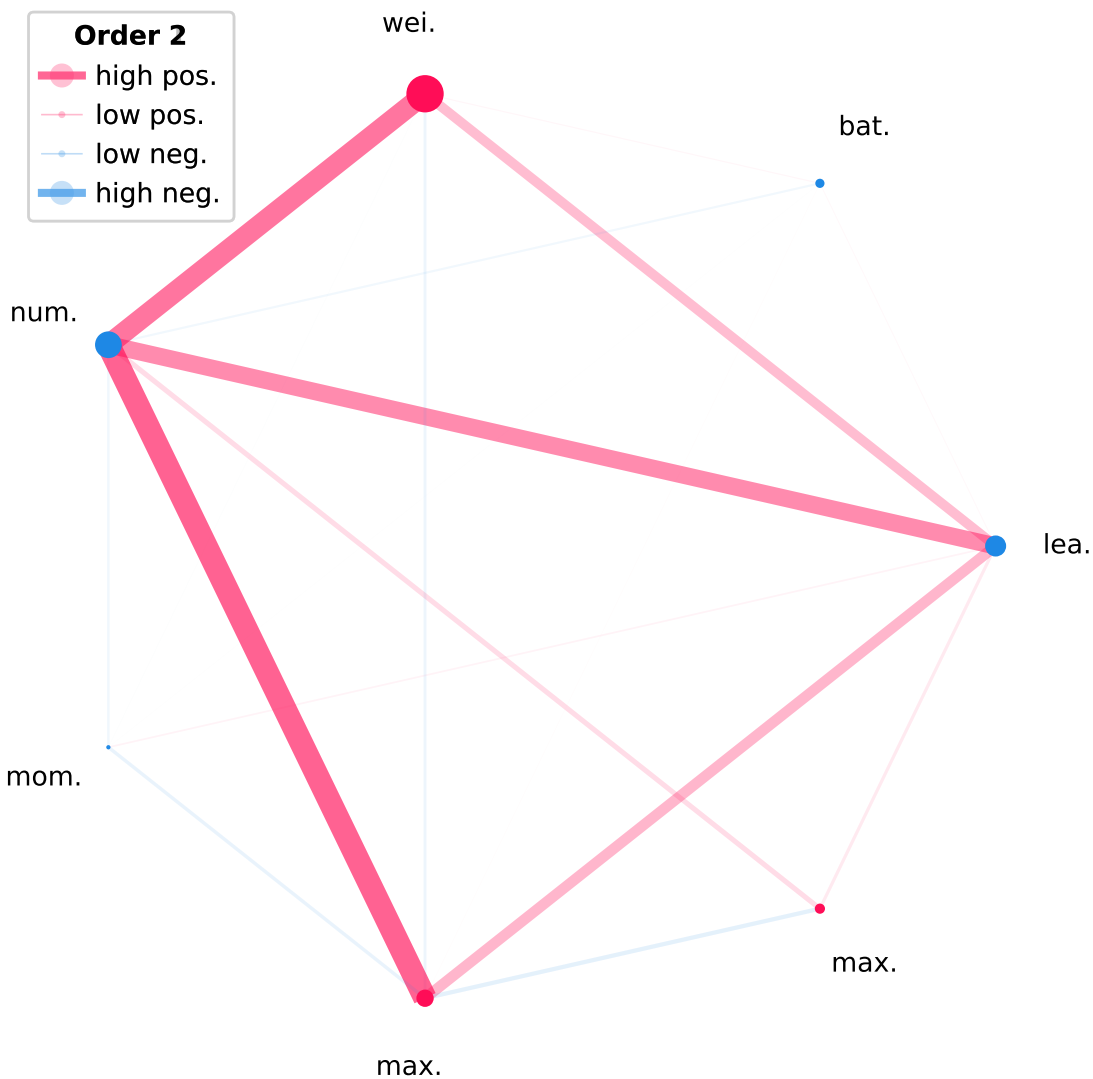 Order 2
high pos.
low pos.
low neg.
high neg.
wei.
bat.
num.
lea.
mom.
max.
max.